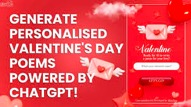 GENERATE
PERSONALISED
VALENTINE'S DAY
POEMS
POWERED BY
CHATGPT!
Valentine